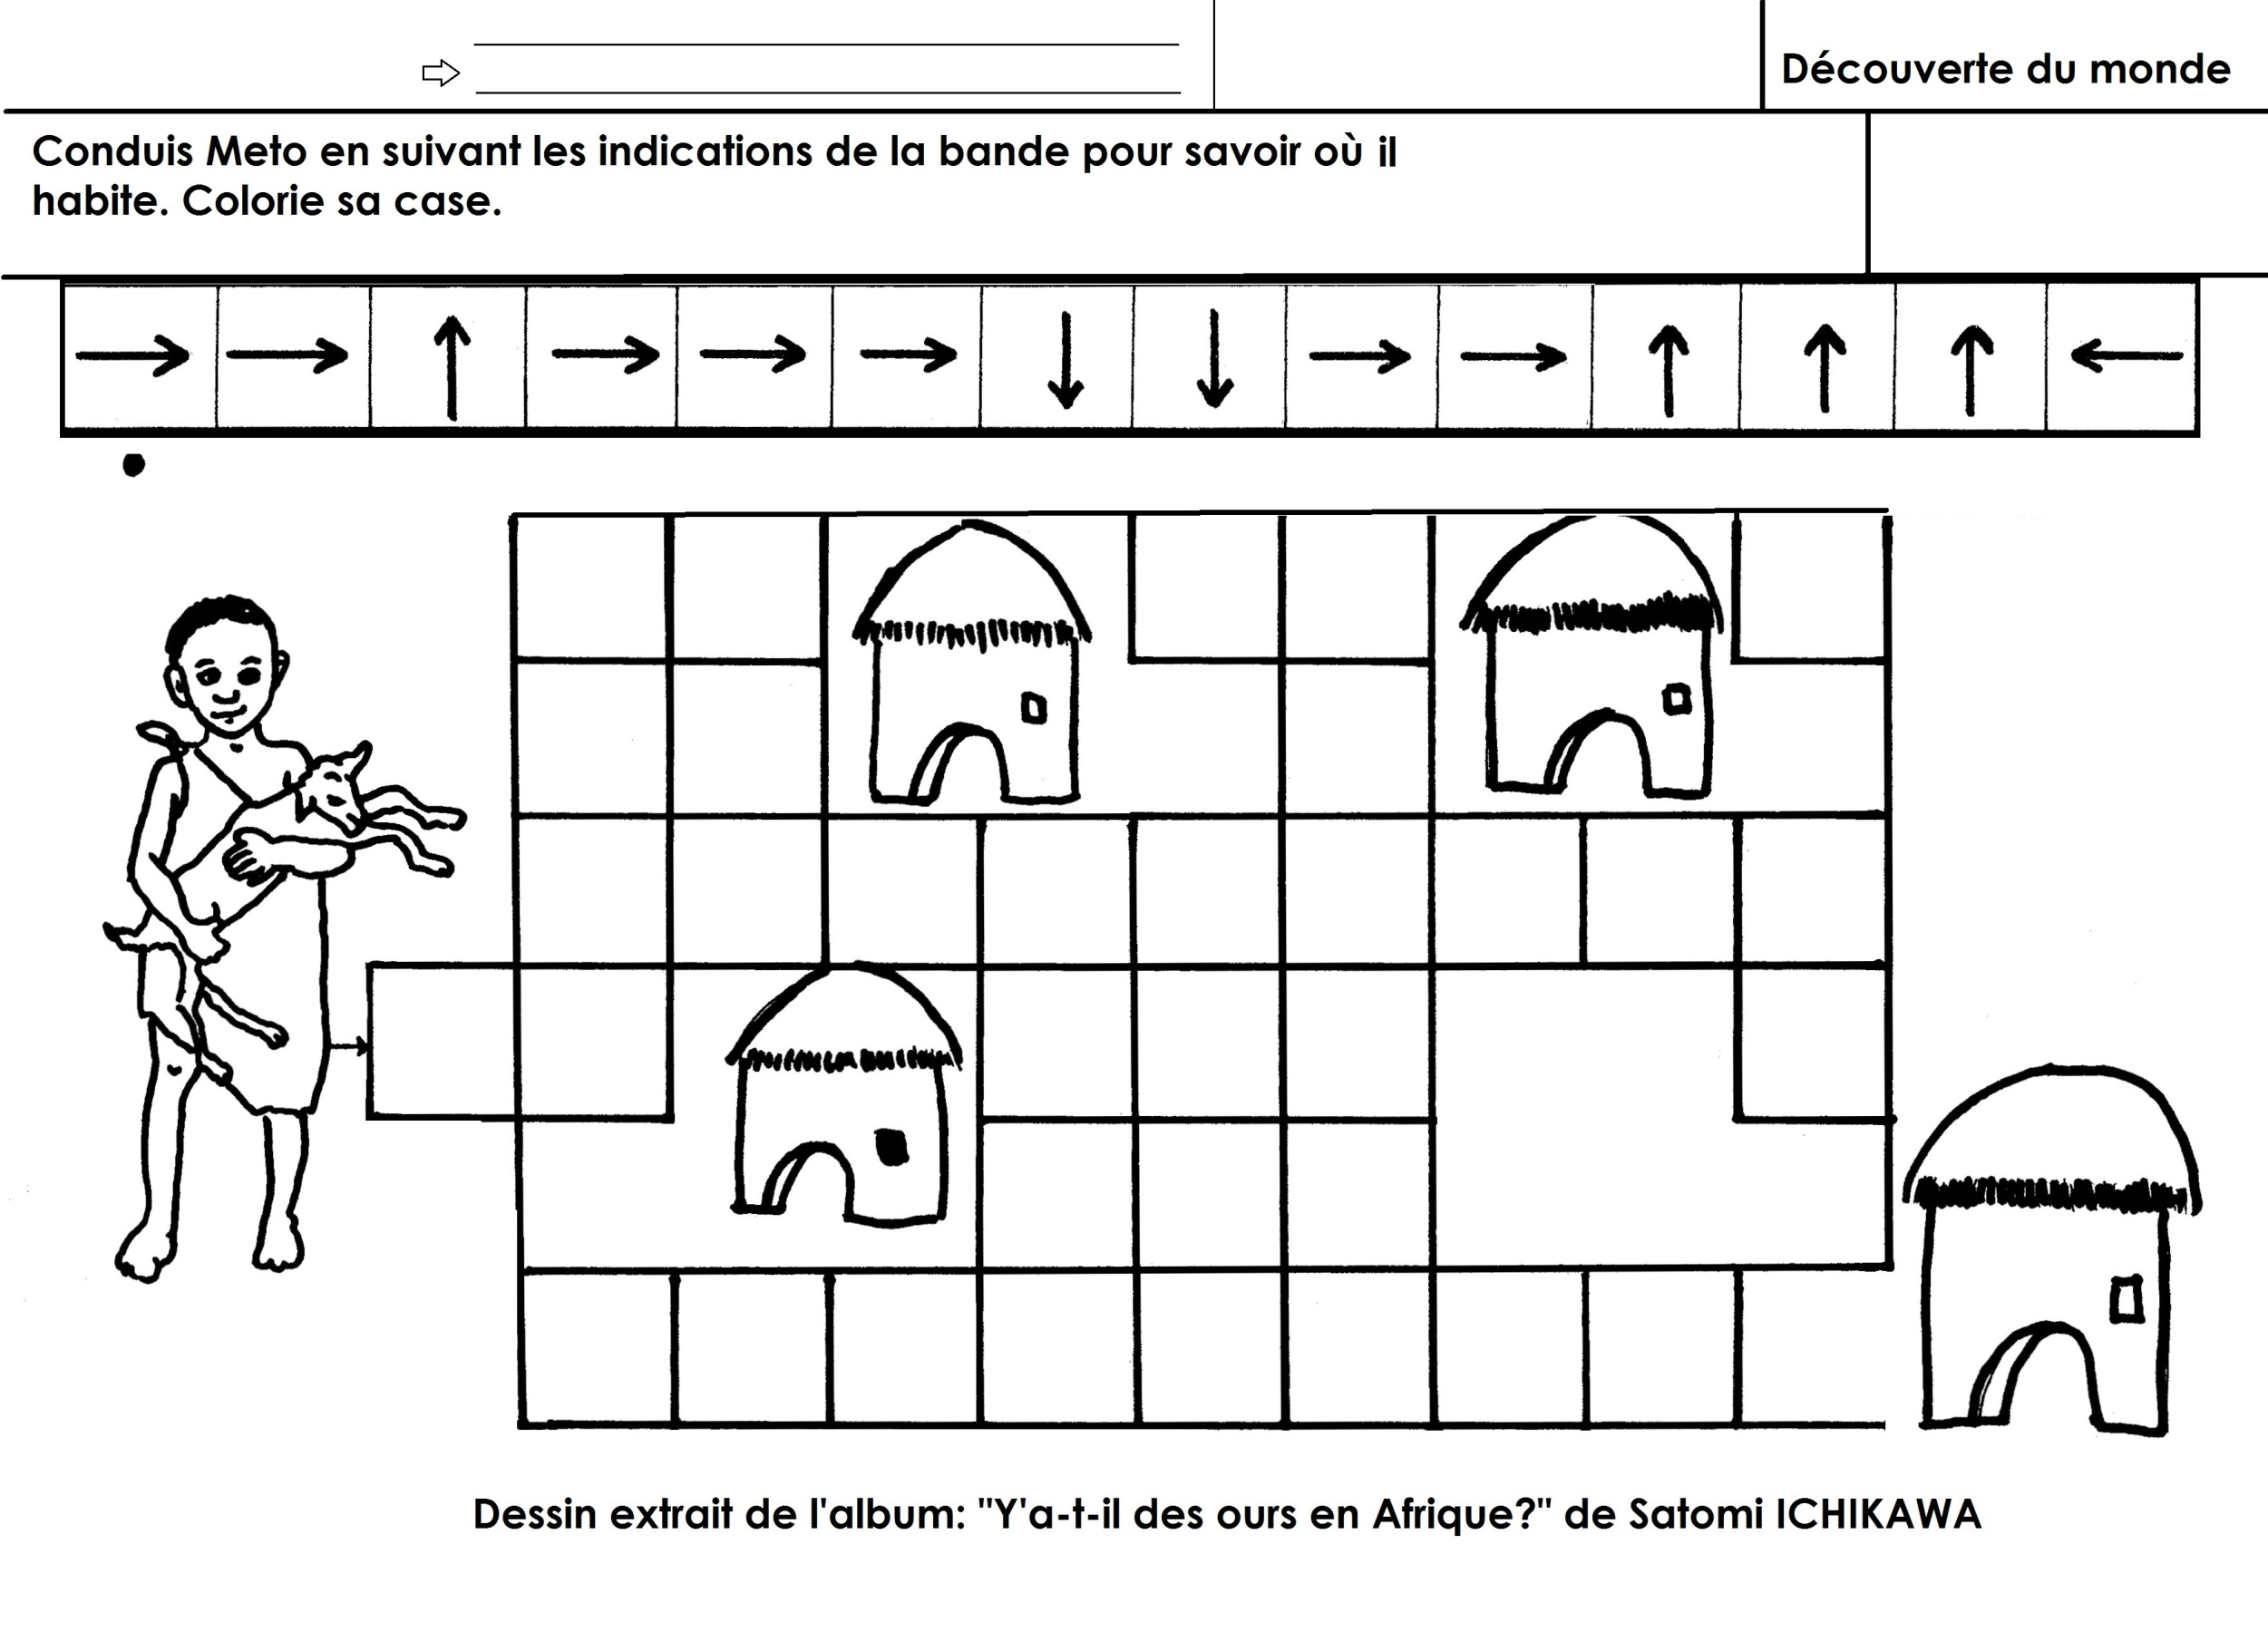 Découverte du monde
Conduis Meto en suivant les indications de la bande pour savoir où il
habite. Colorie sa case.
Dessin extrait de l'album: "Y'a-t-il des ours en Afrique?" de Satomi ICHIKAWA